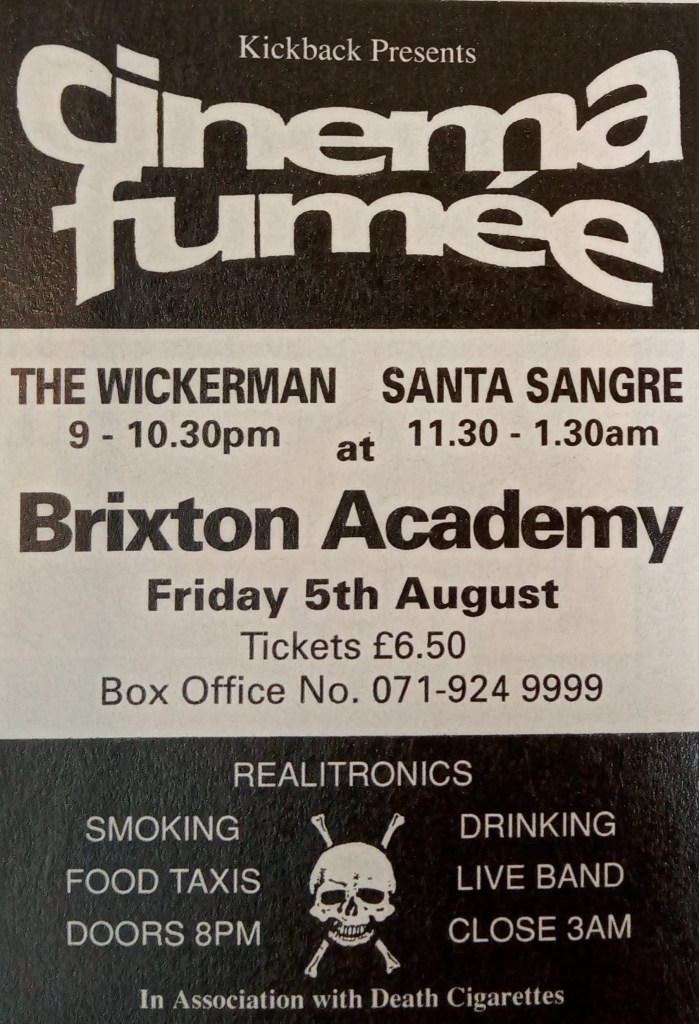 Kickback Presents
cinema
fumée
THE WICKERMAN SANTA SANGRE
9 - 10.30pm at 11.30 - 1.30am
Brixton Academy
Friday 5th August
Tickets £6.50
Box Office No. 071-924 9999
REALITRONICS
SMOKING DRINKING
FOOD TAXIS LIVE BAND
DOORS 8PM CLOSE 3AM
In Association with Death Cigarettes